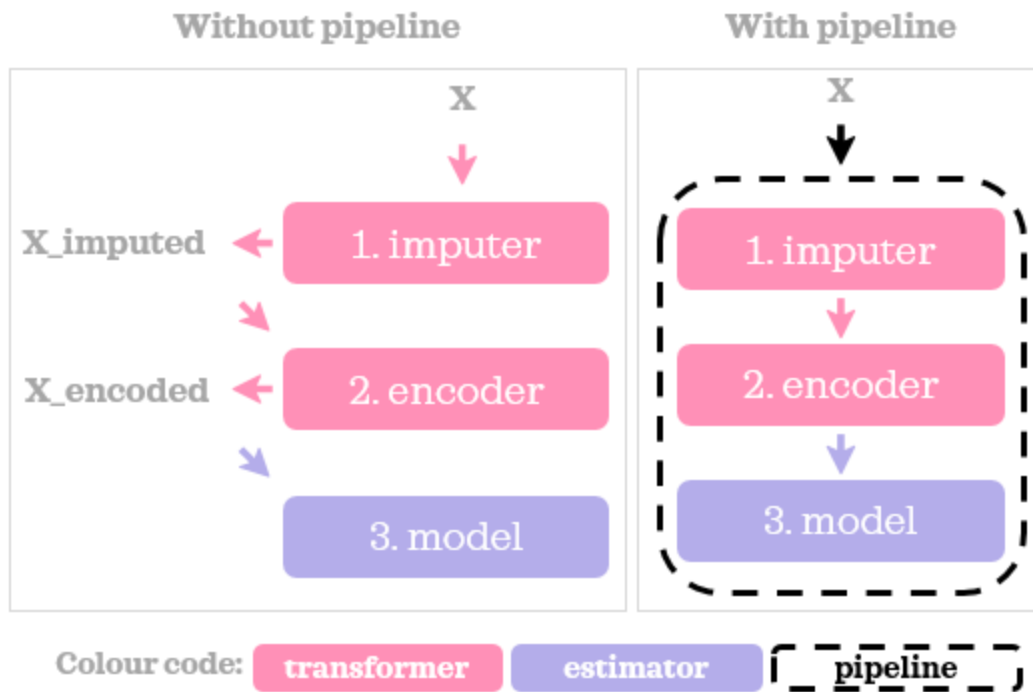 Without pipeline
X
1. imputer
X_imputed
2. encoder
X_encoded
3. model
With pipeline
X
1. imputer
2. encoder
3. model
Colour code: transformer estimator pipeline